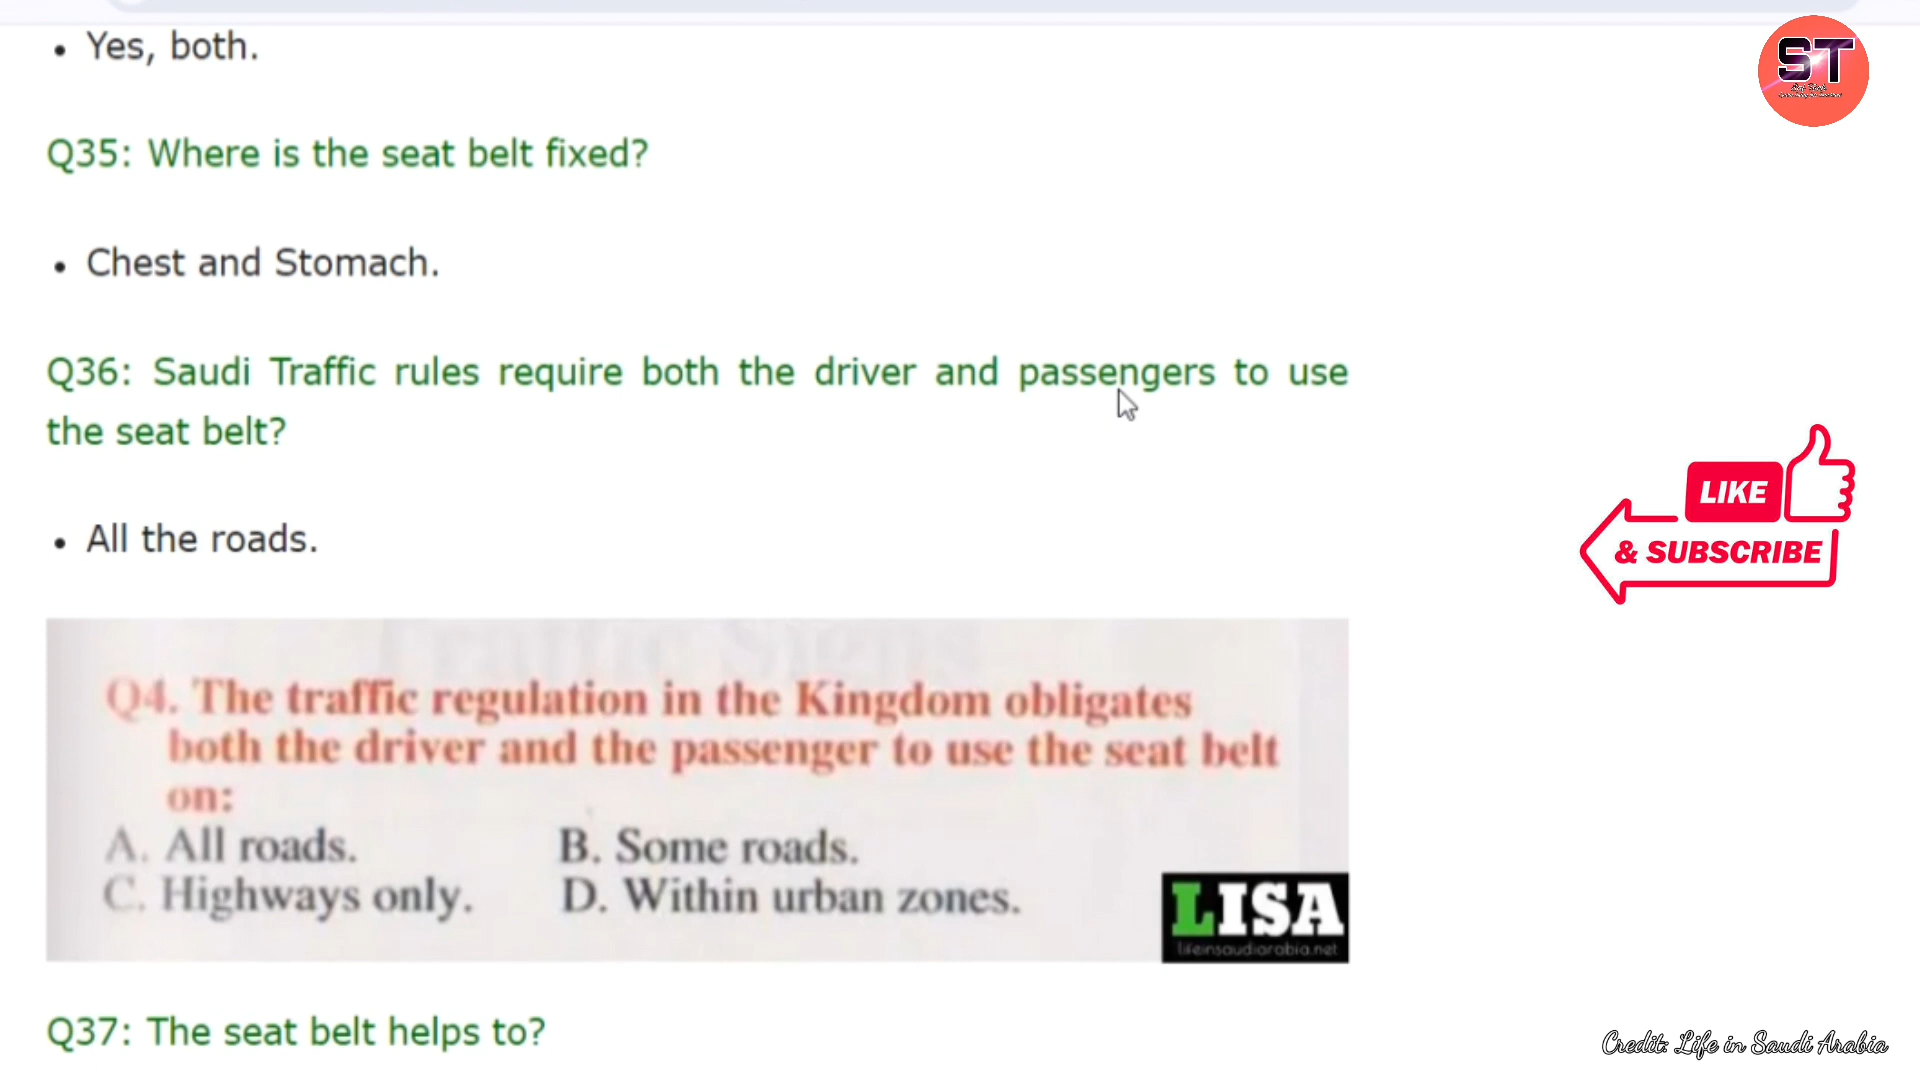 • Yes, both.
ST
Q35: Where is the seat belt fixed?
• Chest and Stomach.
Q36: Saudi Traffic rules require both the driver and passengers to use
the seat belt?
LIKE
& SUBSCRIBE
• All the roads.
Traffic Signs
Q4. The traffic regulation in the Kingdom obligates
both the driver and the passenger to use the seat belt
on:
A. All roads. B. Some roads.
C. Highways only. D. Within urban zones.
LISA
lifeinsaudiarabia.net
Q37: The seat belt helps to?
Credit: Life in Saudi Arabia